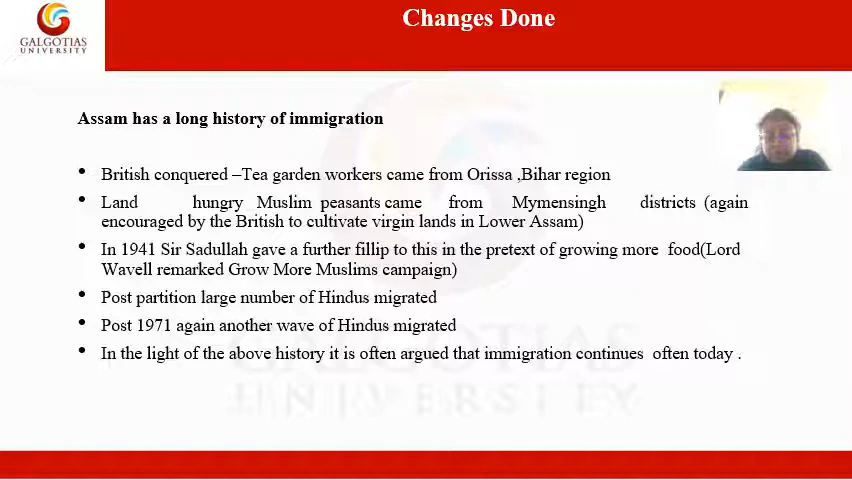 Changes Done
GALGOTIAS
UNIVERSITY
Assam has a long history of immigration
• British conquered –Tea garden workers came from Orissa ,Bihar region
• Land hungry Muslim peasants came from Mymensingh districts (again
encouraged by the British to cultivate virgin lands in Lower Assam)
• In 1941 Sir Sadullah gave a further fillip to this in the pretext of growing more food(Lord
Wavell remarked Grow More Muslims campaign)
• Post partition large number of Hindus migrated
• Post 1971 again another wave of Hindus migrated
• In the light of the above history it is often argued that immigration continues often today .
GALGOTIAS
UNIVERSITY